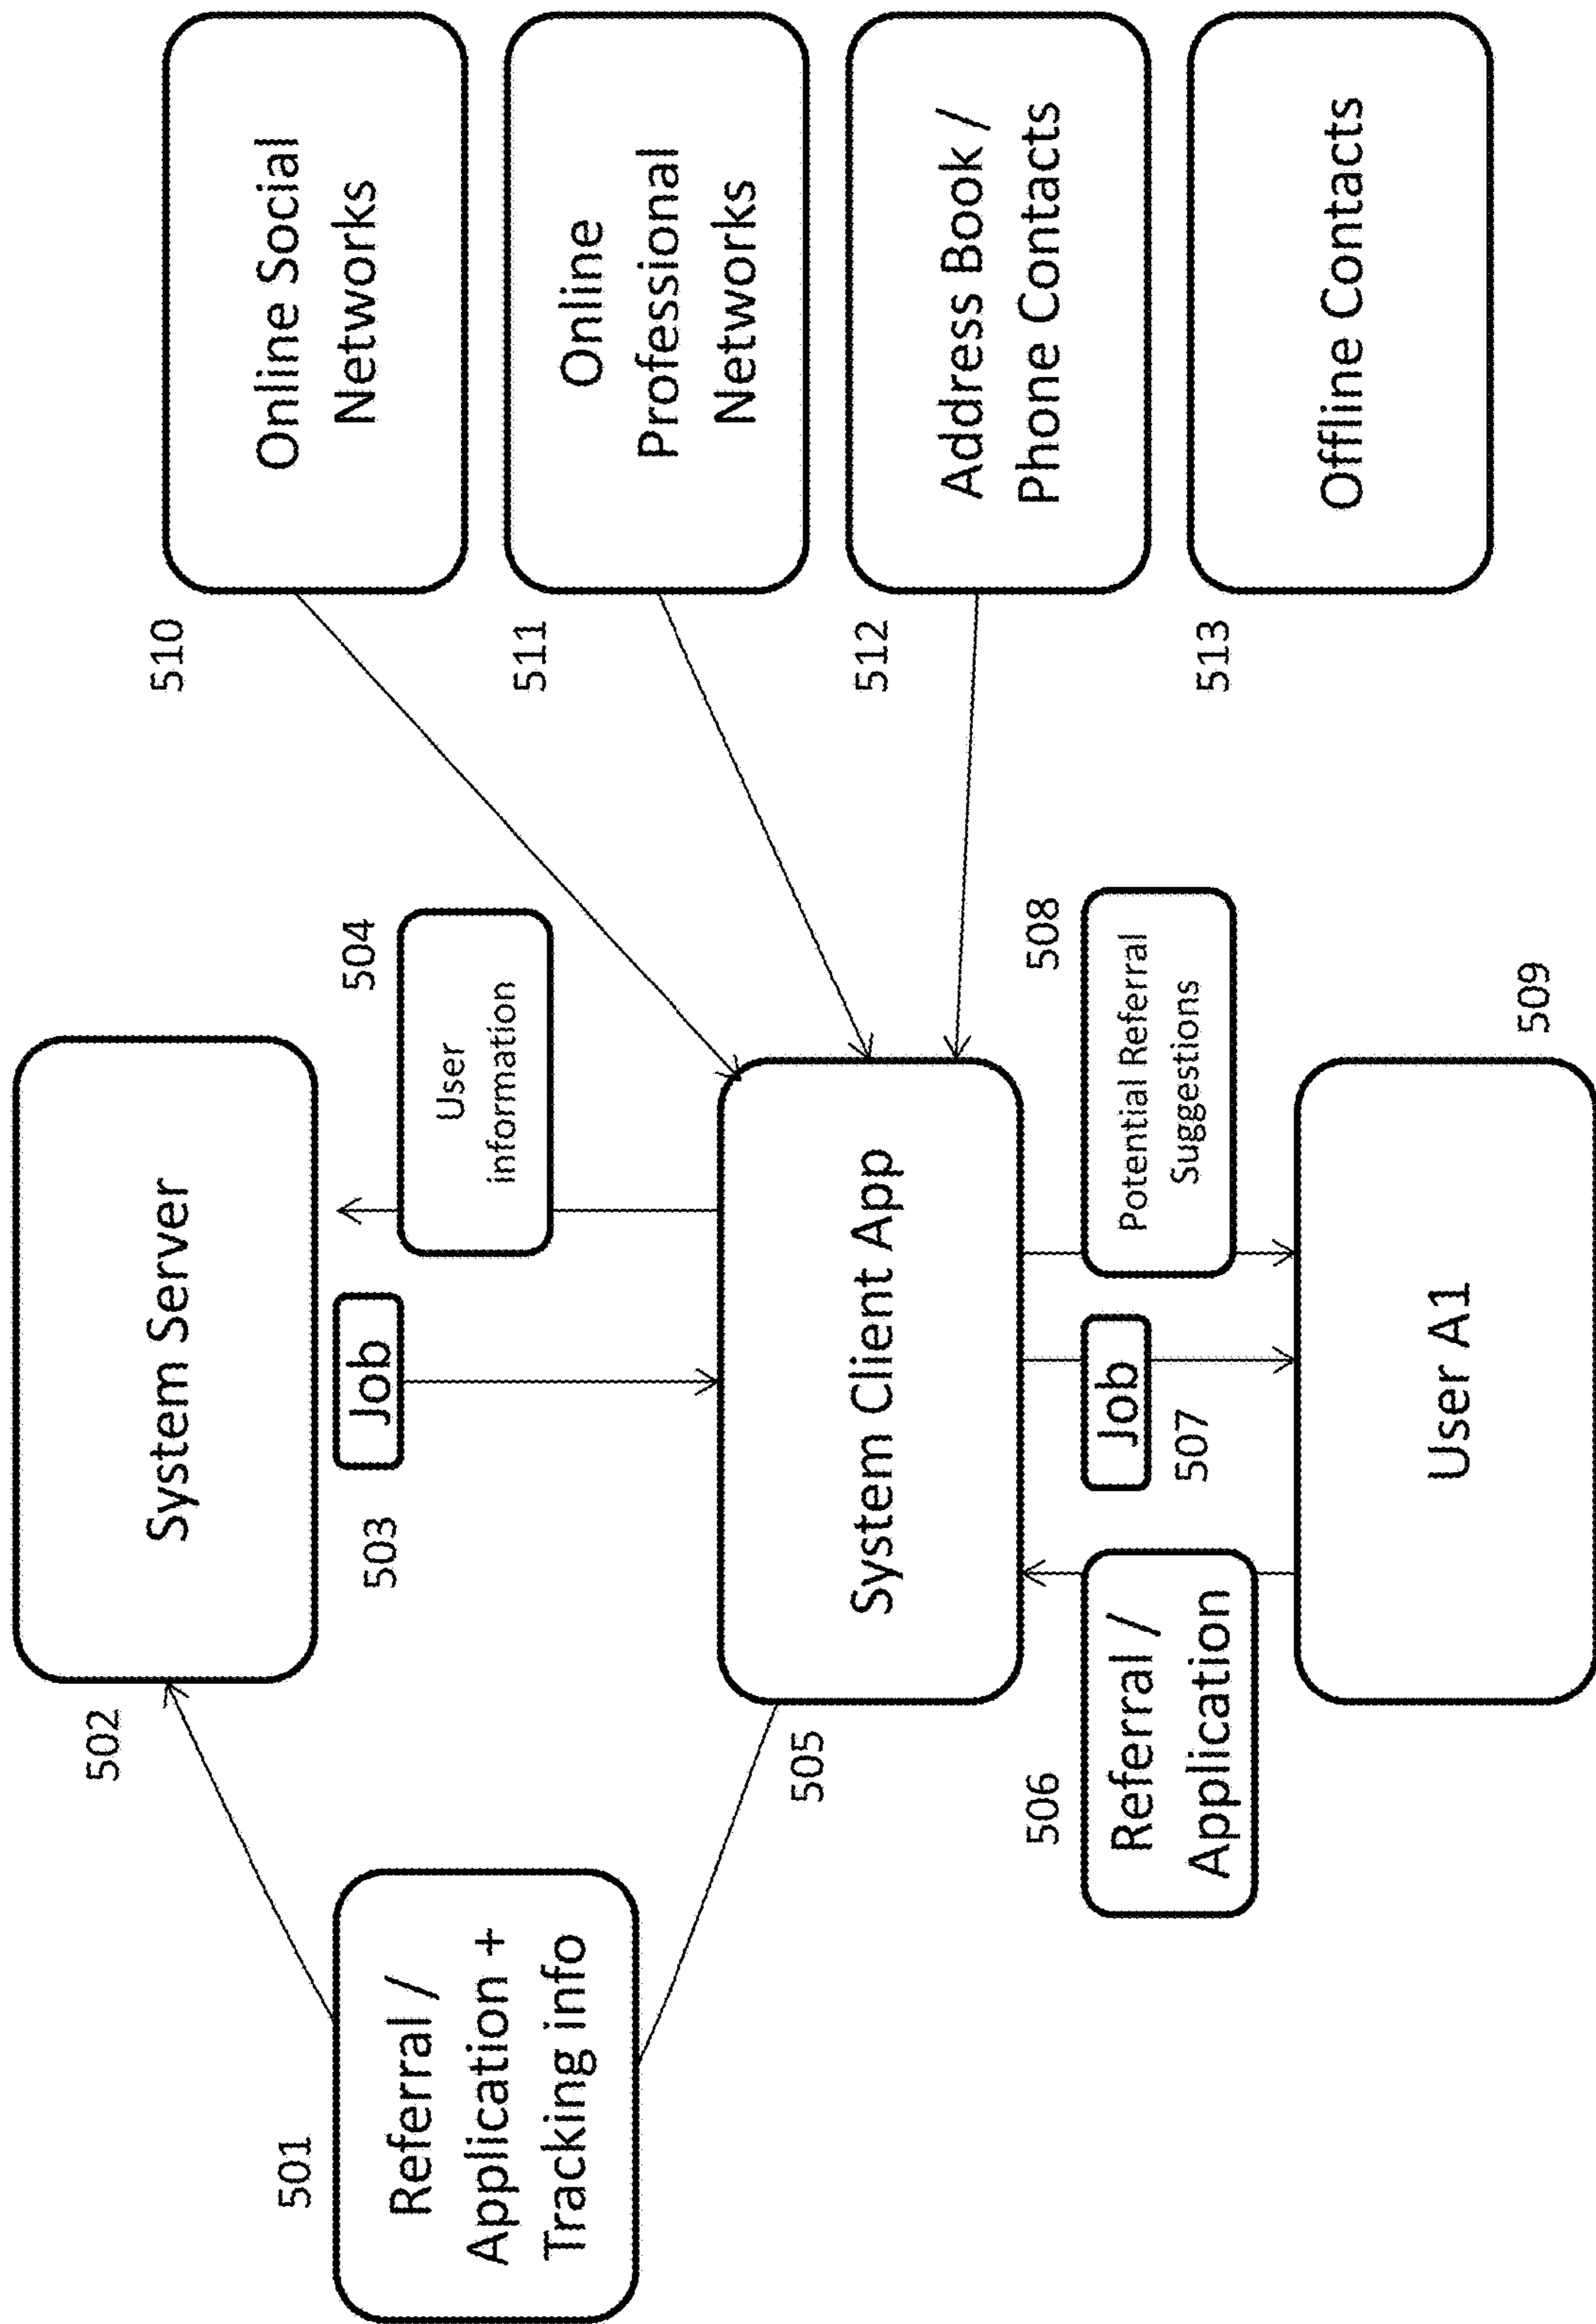 501
Referral /
Application +
Tracking info
502
System Server
503
Job
504
User
information
505
System Client App
506
Referral /
Application
507
Job
508
Potential Referral
Suggestions
509
User A1
510
Online Social
Networks
511
Online
Professional
Networks
512
Address Book /
Phone Contacts
513
Offline Contacts